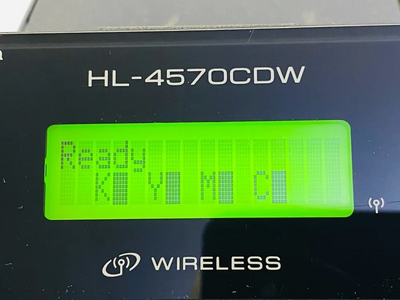 HL-4570CDW
Ready
K■ Y■ M■ C■
WIRELESS